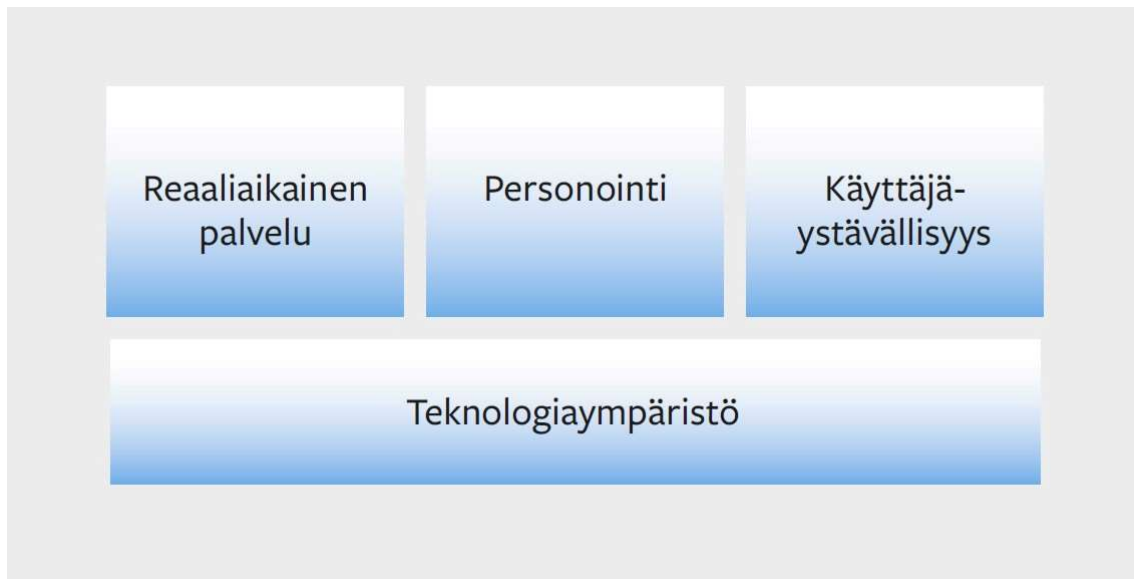 Reaaliaikainen
palvelu
Personointi
Käyttäjä-
ystävällisyys
Teknologiaympäristö